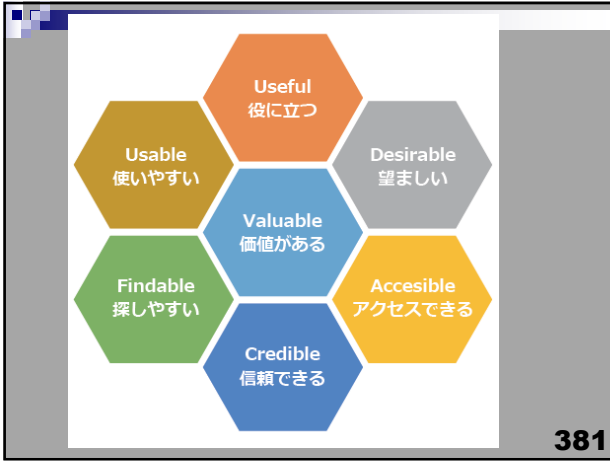 Useful
役に立つ
Usable
使いやすい
Desirable
望ましい
Valuable
価値がある
Findable
探しやすい
Accesible
アクセスできる
Credible
信頼できる
381